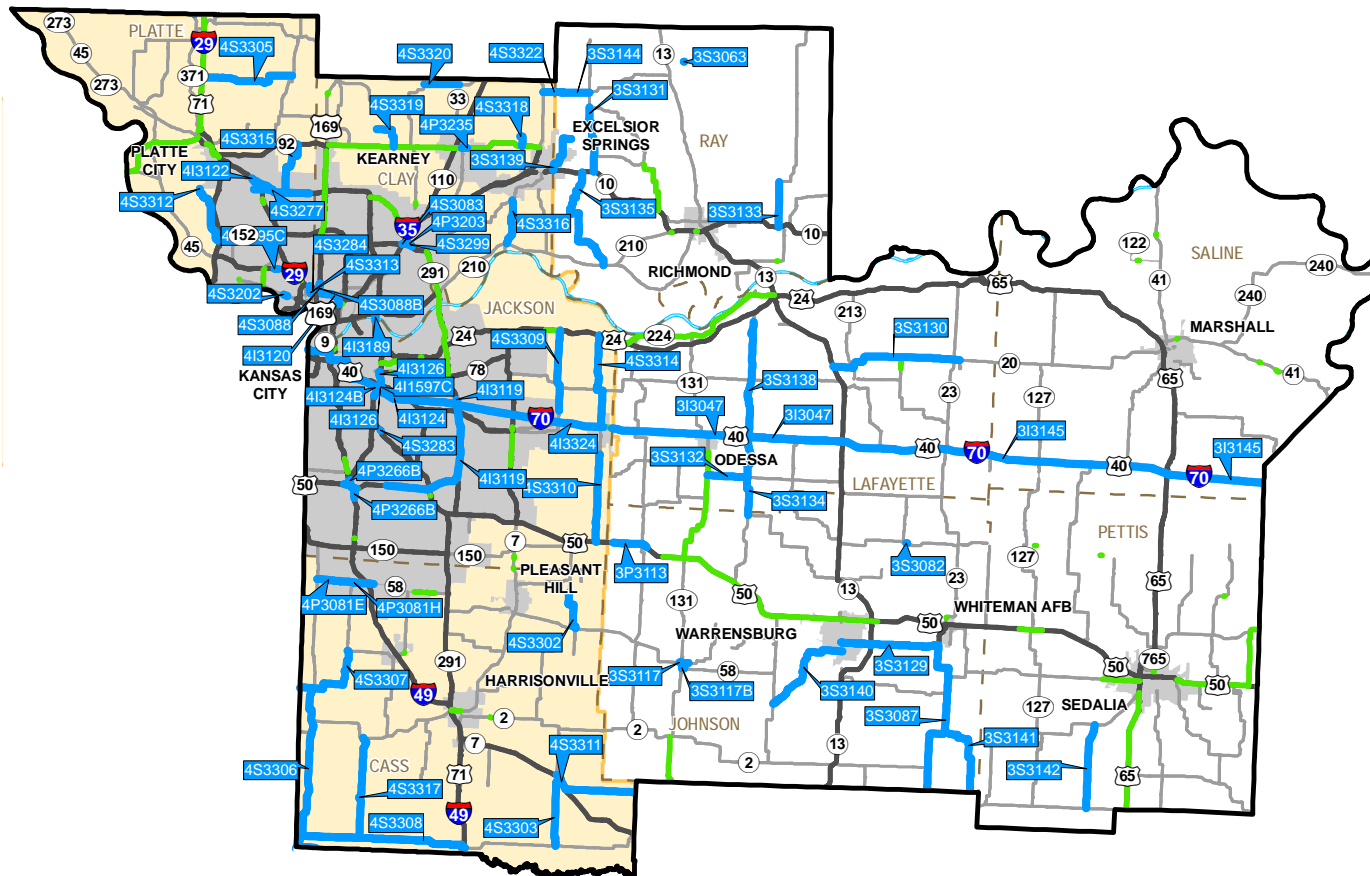 273
PLATTE
45
29
4S3305
4S3320
4S3322
3S3144
13
3S3063
273
371
71
33
3S3131
169
4S3319
4P3235
4S3318
EXCELSIOR
SPRINGS
RAY
4S3315
92
PLATTE
CITY
KEARNEY
CLAY
3S3139
4I3122
110
10
4S3312
4S3277
35
4S3083
4P3203
4S3299
4S3316
3S3135
3S3133
10
45
152
95C
4S3284
4S3313
291
210
210
RICHMOND
122
SALINE
240
41
240
29
4S3202
4S3088B
4S3088
169
JACKSON
13
24
65
213
MARSHALL
4I3120
9
4I3189
24
4S3309
24
224
4S3314
3S3130
20
KANSAS
CITY
40
4I3126
4I1597C
78
131
3S3138
23
127
65
41
4I3124B
4I3119
4I3126
4I3124
70
4I3324
3I3047
3I3047
40
40
70
3I3145
40
3I3145
70
4S3283
ODESSA
3S3132
4P3266B
50
4I3119
4S3310
3S3134
LAFAYETTE
4P3266B
PETTIS
150
150
7
50
127
3P3113
3S3082
23
58
PLEASANT
HILL
4P3081E
4P3081H
131
50
13
65
WHITEMAN AFB
4S3302
WARRENSBURG
50
50
765
50
291
3S3129
4S3307
49
HARRISONVILLE
3S3117
58
3S3117B
3S3140
3S3087
127
SEDALIA
2
2
JOHNSON
7
4S3311
13
3S3141
4S3306
CASS
71
2
3S3142
65
4S3317
49
4S3308
4S3303